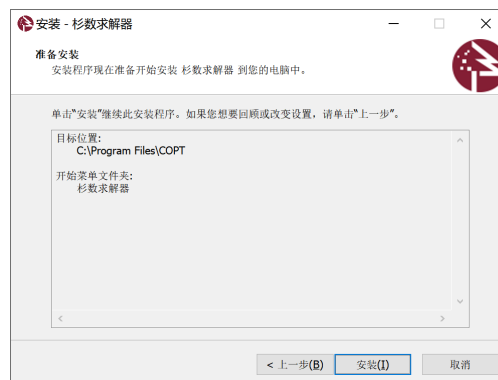 安装 - 杉数求解器
准备安装
安装程序现在准备开始安装 杉数求解器 到您的电脑中。
单击“安装”继续此安装程序。如果您想要回顾或改变设置，请单击“上一步”。
目标位置:
C:\Program Files\COPT
开始菜单文件夹:
杉数求解器
< 上一步(B)
安装(I)
取消